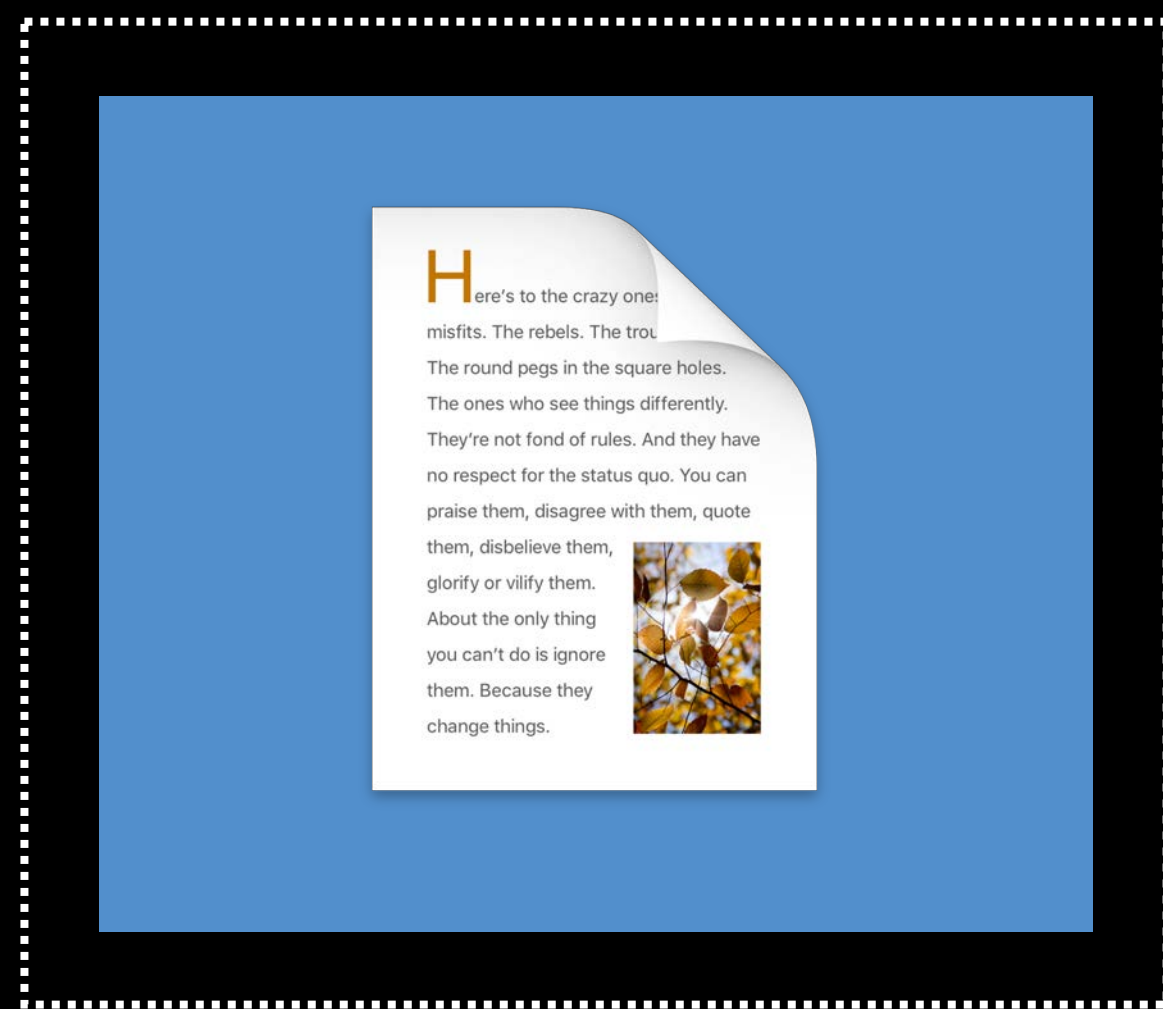 Here's to the crazy ones
misfits. The rebels. The
The round pegs in the square holes.
The ones who see things differently.
They're not fond of rules. And they have
no respect for the status quo. You can
praise them, disagree with them, quote
them, disbelieve them,
glorify or vilify them.
About the only thing
you can't do is ignore
them. Because they
change things.